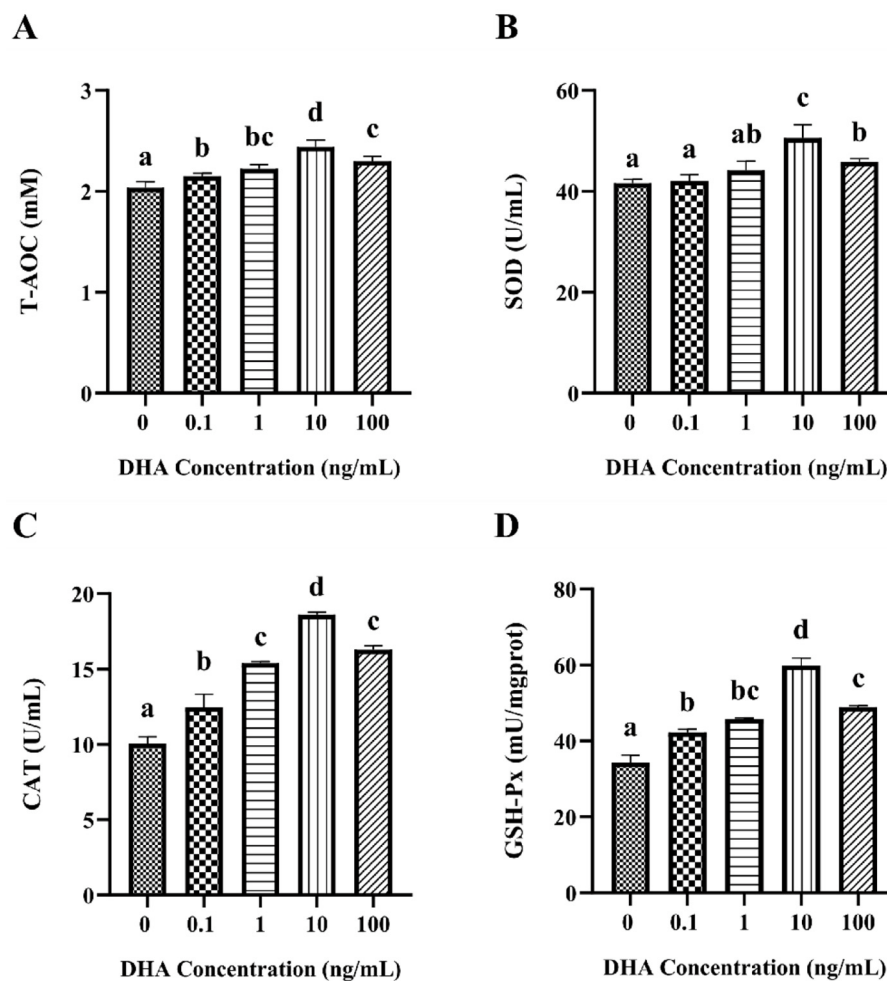 A
T-AOC (mM)
3
2
1
0
a
b
bc
d
c
0 0.1 1 10 100
DHA Concentration (ng/mL)
B
SOD (U/mL)
60
40
20
0
a
a
ab
c
b
0 0.1 1 10 100
DHA Concentration (ng/mL)
C
CAT (U/mL)
20
15
10
5
0
a
b
c
d
c
0 0.1 1 10 100
DHA Concentration (ng/mL)
D
GSH-Px (mU/mgprot)
80
60
40
20
0
a
b
bc
d
c
0 0.1 1 10 100
DHA Concentration (ng/mL)